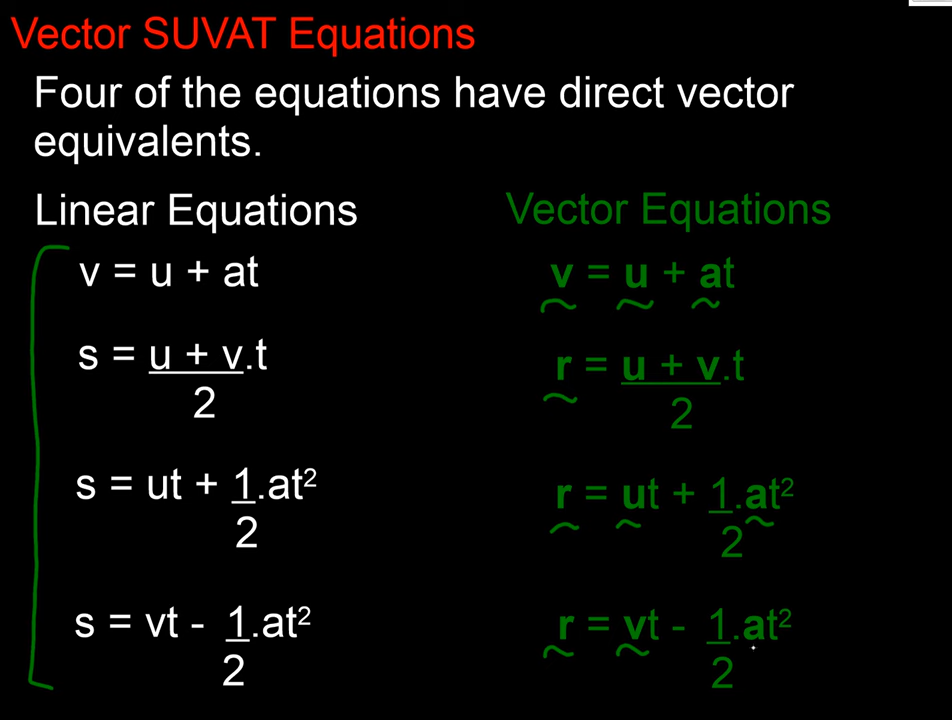 Vector SUVAT Equations
Four of the equations have direct vector
equivalents.
Linear Equations
Vector Equations
v = u + at
v = u + at
s = u + v.t
2
r = u + v.t
2
s = ut + 1.at²
2
r = ut + 1.at²
2
s = vt - 1.at²
2
r = vt - 1.at²
2